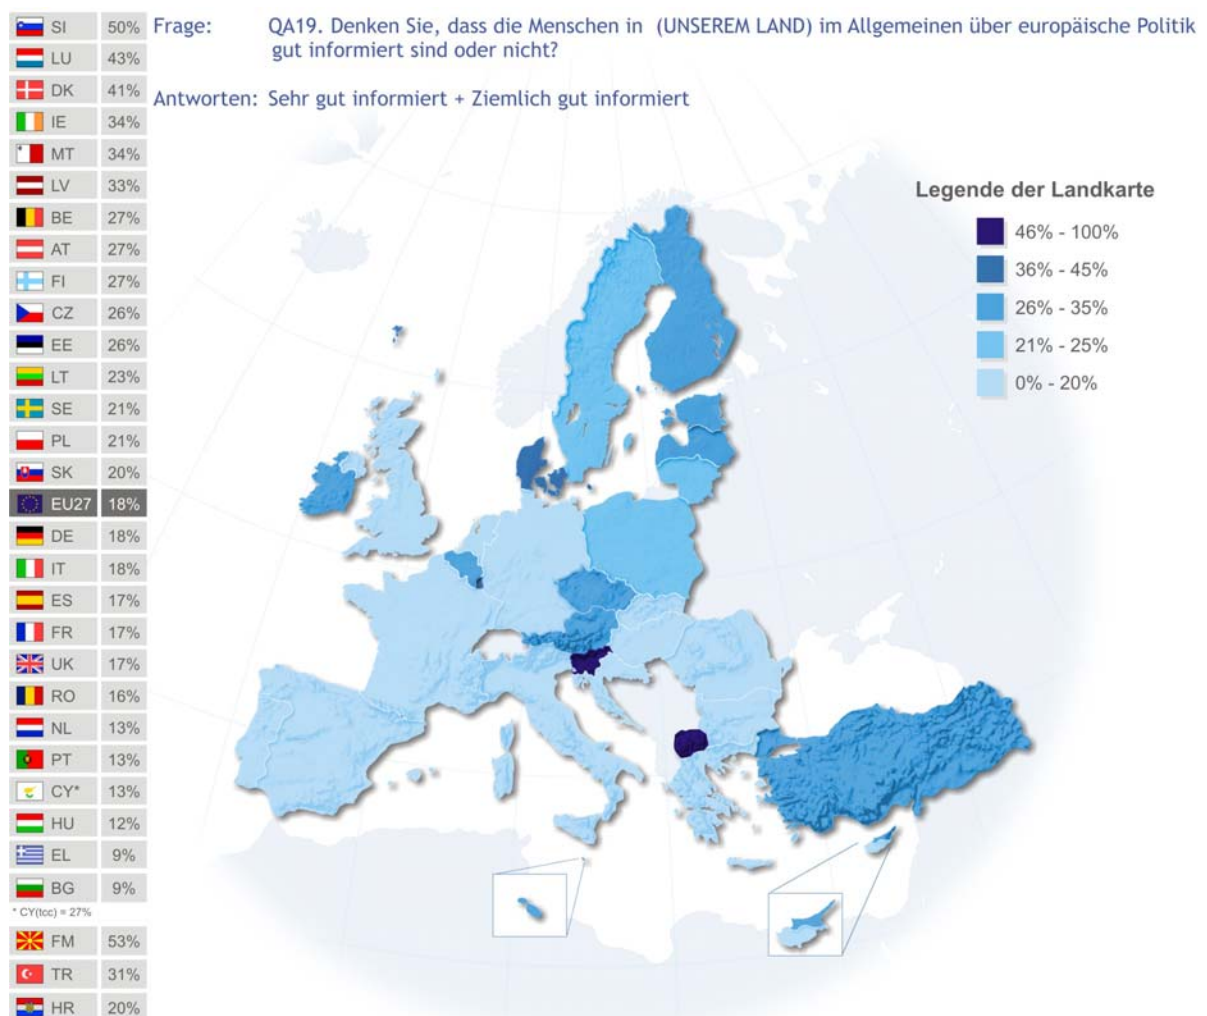 Frage: QA19. Denken Sie, dass die Menschen in (UNSEREM LAND) im Allgemeinen über europäische Politik
gut informiert sind oder nicht?
Antworten: Sehr gut informiert + Ziemlich gut informiert
SI 50%
LU 43%
DK 41%
IE 34%
MT 34%
LV 33%
BE 27%
AT 27%
FI 27%
CZ 26%
EE 26%
LT 23%
SE 21%
PL 21%
SK 20%
EU27 18%
DE 18%
IT 18%
ES 17%
FR 17%
UK 17%
RO 16%
NL 13%
PT 13%
CY* 13%
HU 12%
EL 9%
BG 9%
* CY(tcc) = 27%
FM 53%
TR 31%
HR 20%
Legende der Landkarte
46% - 100%
36% - 45%
26% - 35%
21% - 25%
0% - 20%